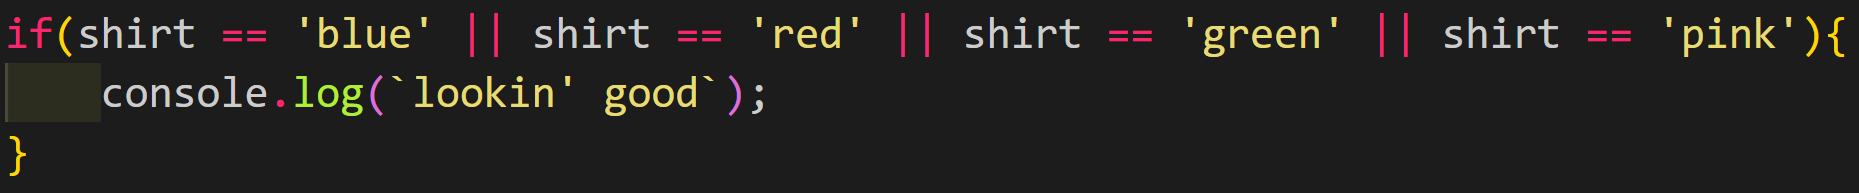 if(shirt == 'blue' || shirt == 'red' || shirt == 'green' || shirt == 'pink'){
    console.log(`lookin' good`);
}